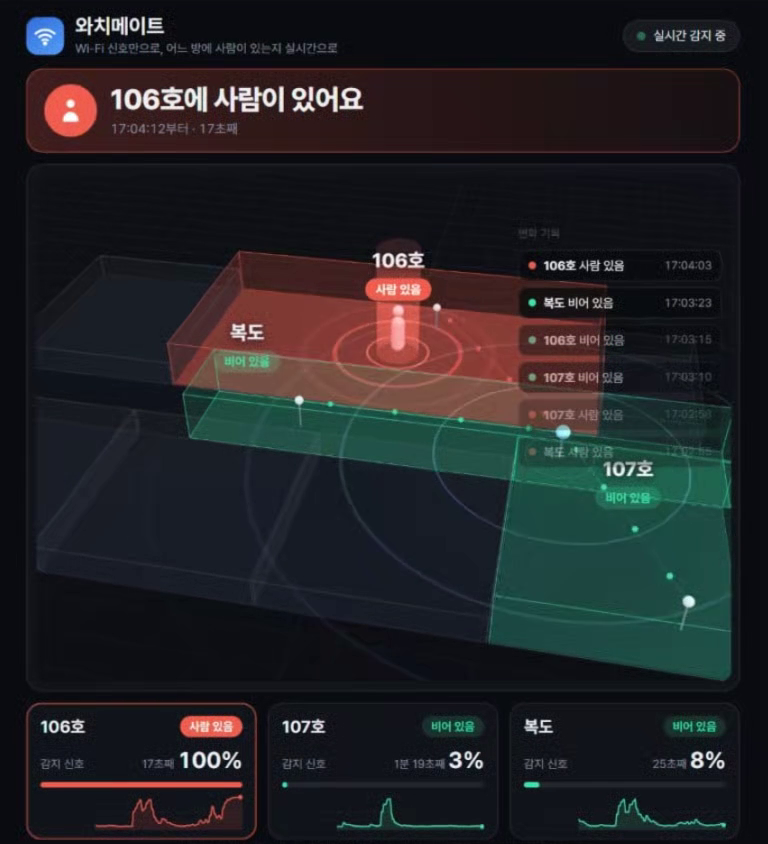 와치메이트
Wi-Fi 신호만으로, 어느 방에 사람이 있는지 실시간으로
실시간 감지 중
106호에 사람이 있어요
17:04:12부터 · 17초째
변화 기록
106호 사람 있음 17:04:03
복도 비어 있음 17:03:23
106호 비어 있음 17:03:15
107호 비어 있음 17:03:10
107호 사람 있음
복도 사람 있음
106호
사람 있음
복도
비어 있음
107호
비어 있음
106호 사람 있음
감지 신호 17초째 100%
107호 비어 있음
감지 신호 1분 19초째 3%
복도 비어 있음
감지 신호 25초째 8%